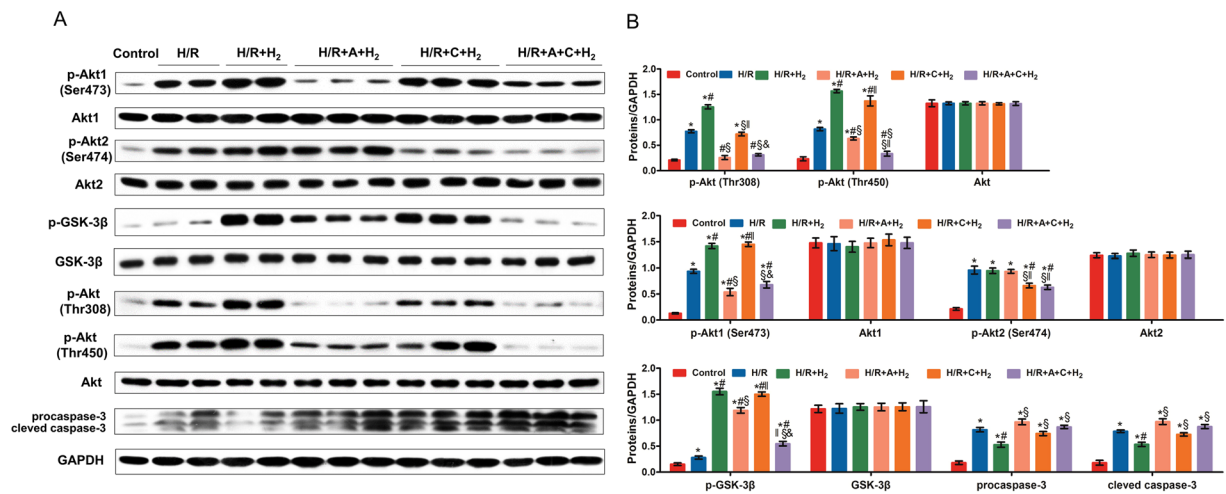 A
Control H/R H/R+H2 H/R+A+H2 H/R+C+H2 H/R+A+C+H2
p-Akt1
(Ser473)
Akt1
p-Akt2
(Ser474)
Akt2
p-GSK-3β
GSK-3β
p-Akt
(Thr308)
p-Akt
(Thr450)
Akt
procaspase-3
cleved caspase-3
GAPDH
B
Control H/R H/R+H2 H/R+A+H2 H/R+C+H2 H/R+A+C+H2
Proteins/GAPDH
2.0
1.5
1.0
0.5
0.0
* *# #§ *§‖ #§& * *# *#§ *#‖ #§
§‖
p-Akt (Thr308) p-Akt (Thr450) Akt
Control H/R H/R+H2 H/R+A+H2 H/R+C+H2 H/R+A+C+H2
Proteins/GAPDH
2.0
1.5
1.0
0.5
0.0
* *# *#§ *#‖ *# * * * *# *#
§& §‖ §‖
p-Akt1 (Ser473) Akt1 p-Akt2 (Ser474) Akt2
Control H/R H/R+H2 H/R+A+H2 H/R+C+H2 H/R+A+C+H2
Proteins/GAPDH
2.0
1.5
1.0
0.5
0.0
* *# *#§ *#‖ *# * *# *§ *§ *§ * *# *§ *§ *§
‖ §&
p-GSK-3β GSK-3β procaspase-3 cleved caspase-3